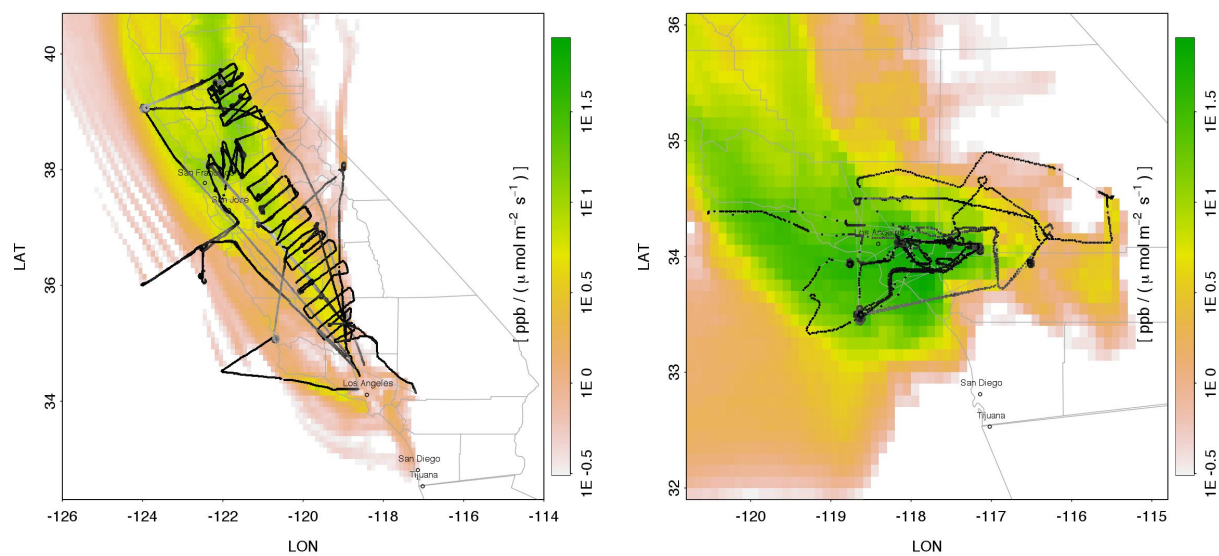 40
38
36
34
LAT
-126
-124
-122
-120
-118
-116
-114
LON
San Francisco
San Jose
Los Angeles
San Diego
Tijuana
1E-0.5
1E 0
1E 0.5
1E 1
1E 1.5
[ ppb / ( μ mol m⁻² s⁻¹ ) ]
36
35
34
33
32
LAT
-120
-119
-118
-117
-116
-115
LON
Los Angeles
San Diego
Tijuana
1E-0.5
1E 0
1E 0.5
1E 1
1E 1.5
[ ppb / ( μ mol m⁻² s⁻¹ ) ]